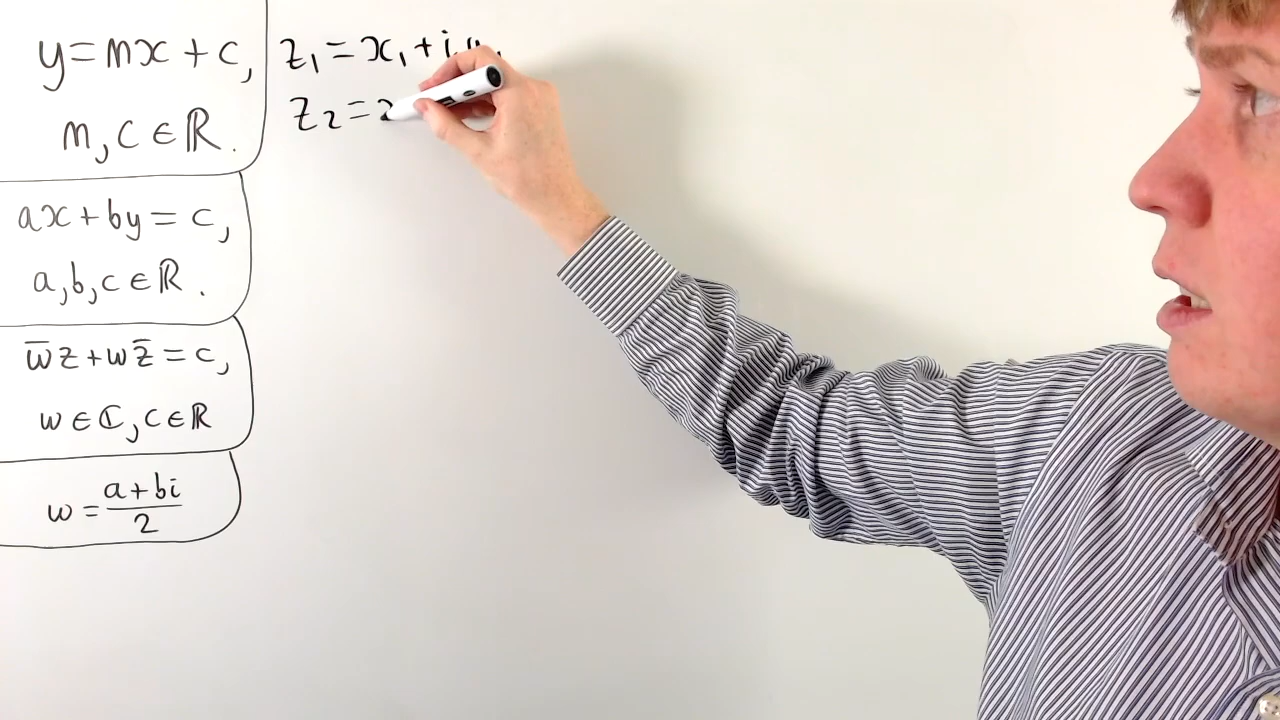 y = mx + c,
m, c ∈ ℝ.
ax + by = c,
a, b, c ∈ ℝ.
w̄z + wz̄ = c,
w ∈ ℂ, c ∈ ℝ
w = (a + bi)/2
z₁ = x₁ + i
z₂ =